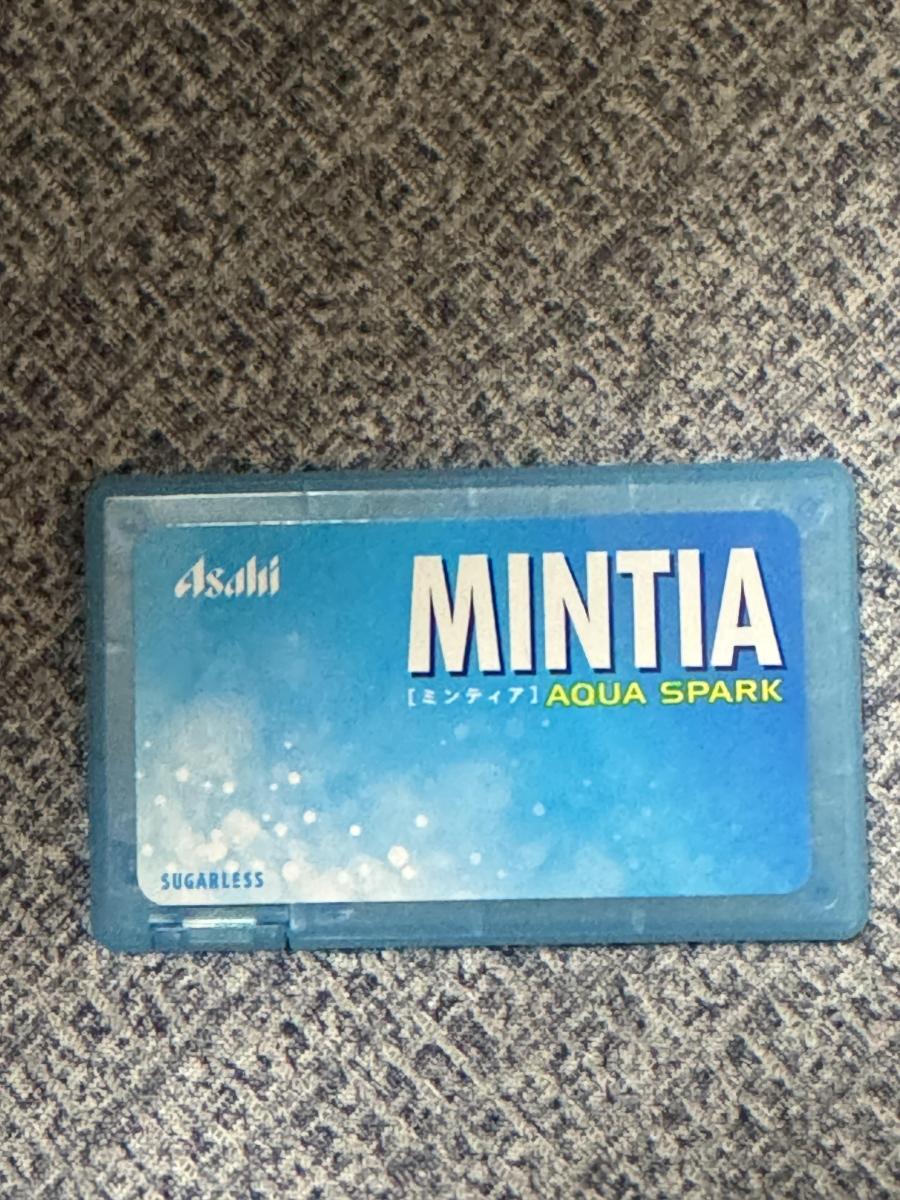 Asahi
MINTIA
[ミンティア] AQUA SPARK
SUGARLESS